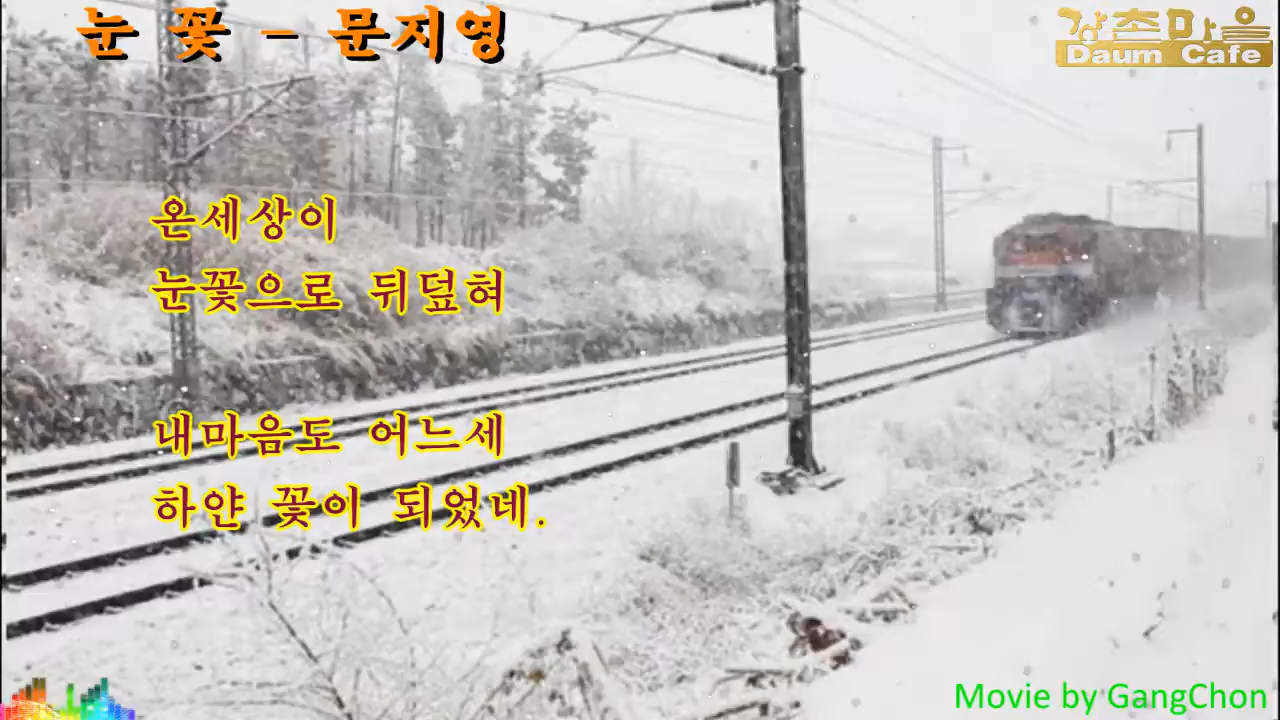 눈 꽃 - 문지영
강촌마을
Daum Cafe
온세상이
눈꽃으로 뒤덮혀
내마음도 어느세
하얀 꽃이 되었네.
Movie by GangChon